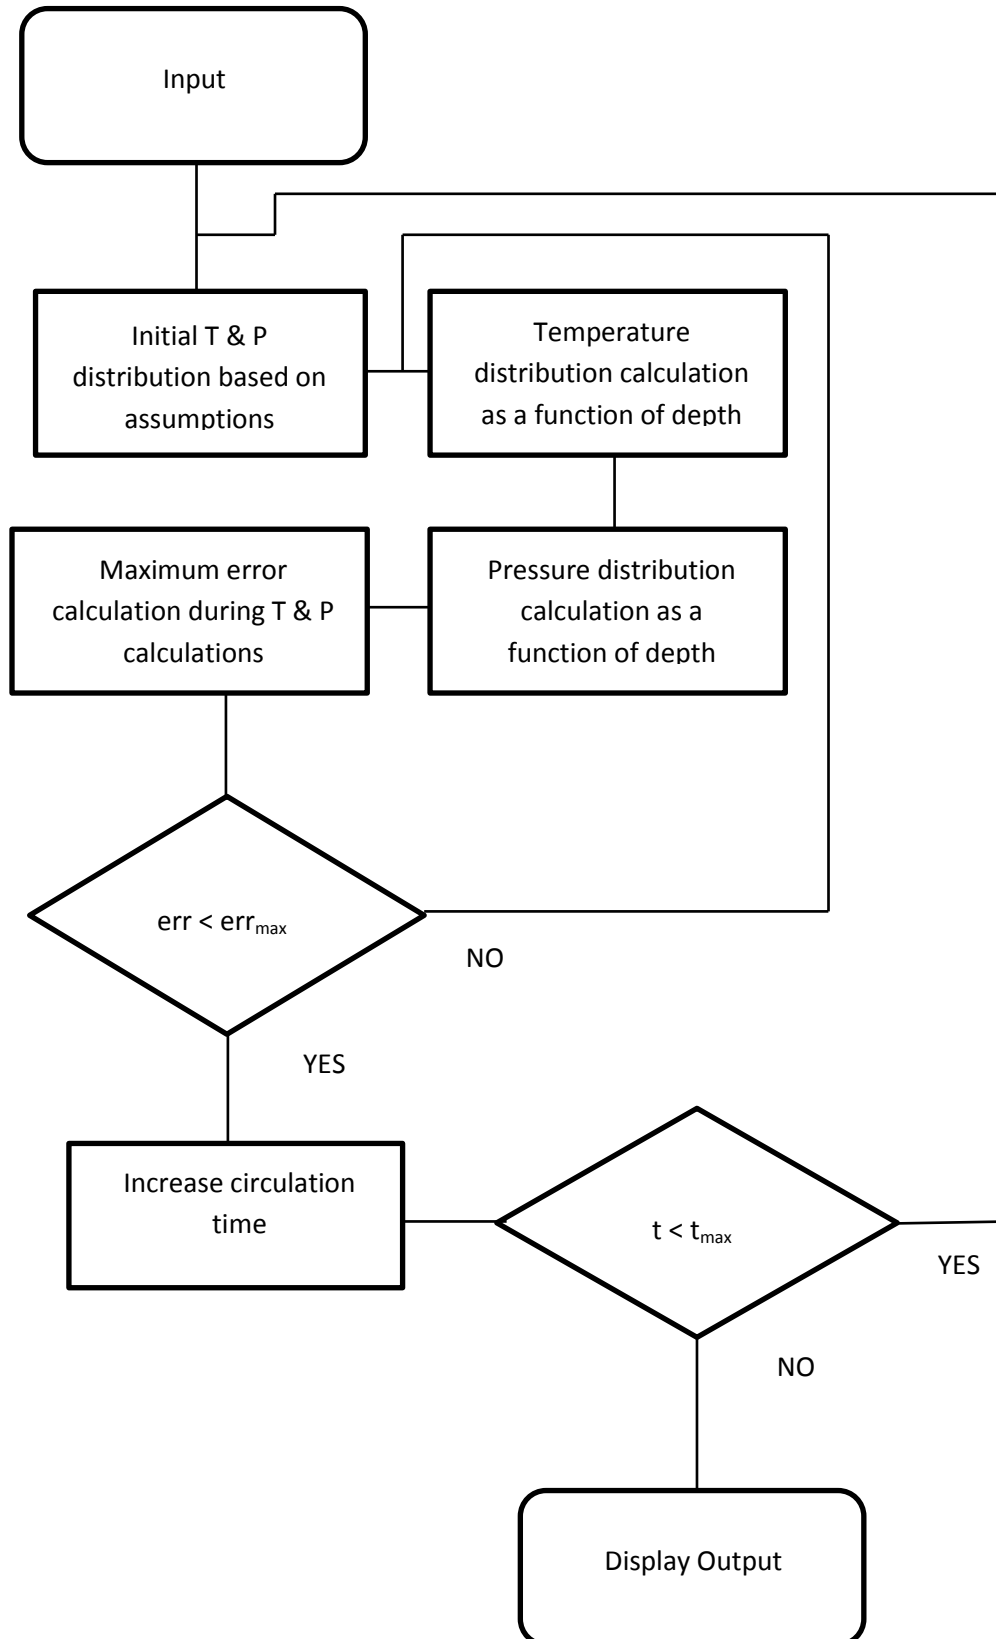 Input
Initial T & P
distribution based on
assumptions
Temperature
distribution calculation
as a function of depth
Maximum error
calculation during T & P
calculations
Pressure distribution
calculation as a
function of depth
err < errmax
NO
YES
Increase circulation
time
t < tmax
YES
NO
Display Output